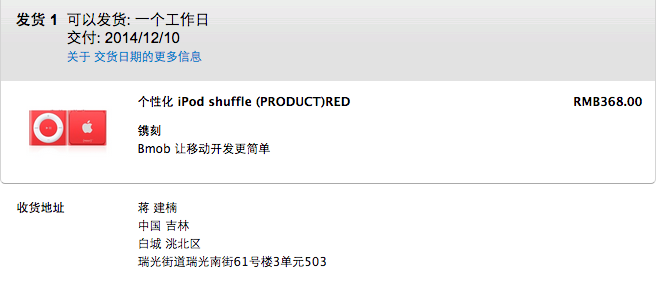 发货 1 可以发货: 一个工作日
交付: 2014/12/10
关于 交货日期的更多信息
个性化 iPod shuffle (PRODUCT)RED RMB368.00
镌刻
Bmob 让移动开发更简单
收货地址 蒋 建楠
中国 吉林
白城 洮北区
瑞光街道瑞光南街61号楼3单元503